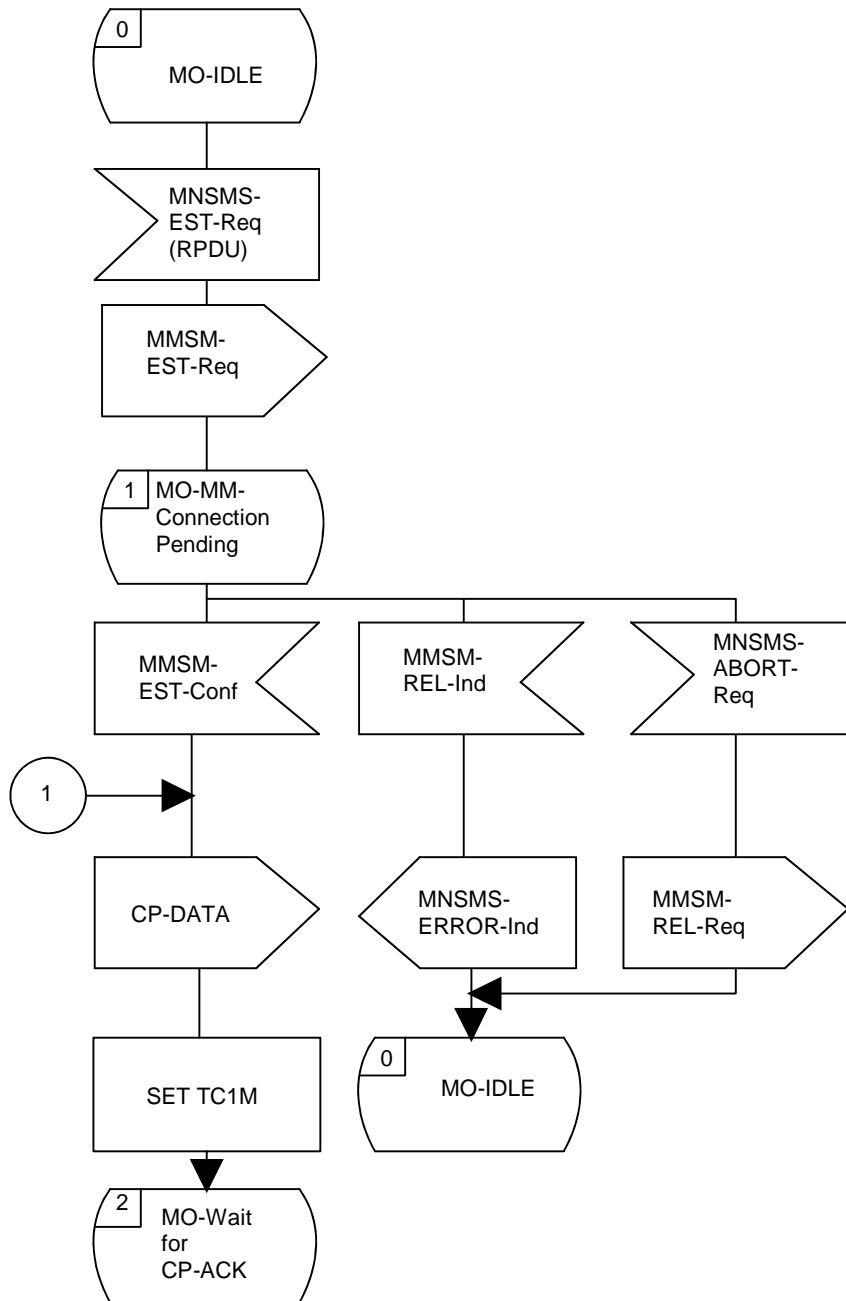 0
MO-IDLE
MNSMS-
EST-Req
(RPDU)
MMSM-
EST-Req
1
MO-MM-
Connection
Pending
MMSM-
EST-Conf
MMSM-
REL-Ind
MNSMS-
ABORT-
Req
1
CP-DATA
MNSMS-
ERROR-Ind
MMSM-
REL-Req
SET TC1M
0
MO-IDLE
2
MO-Wait
for
CP-ACK